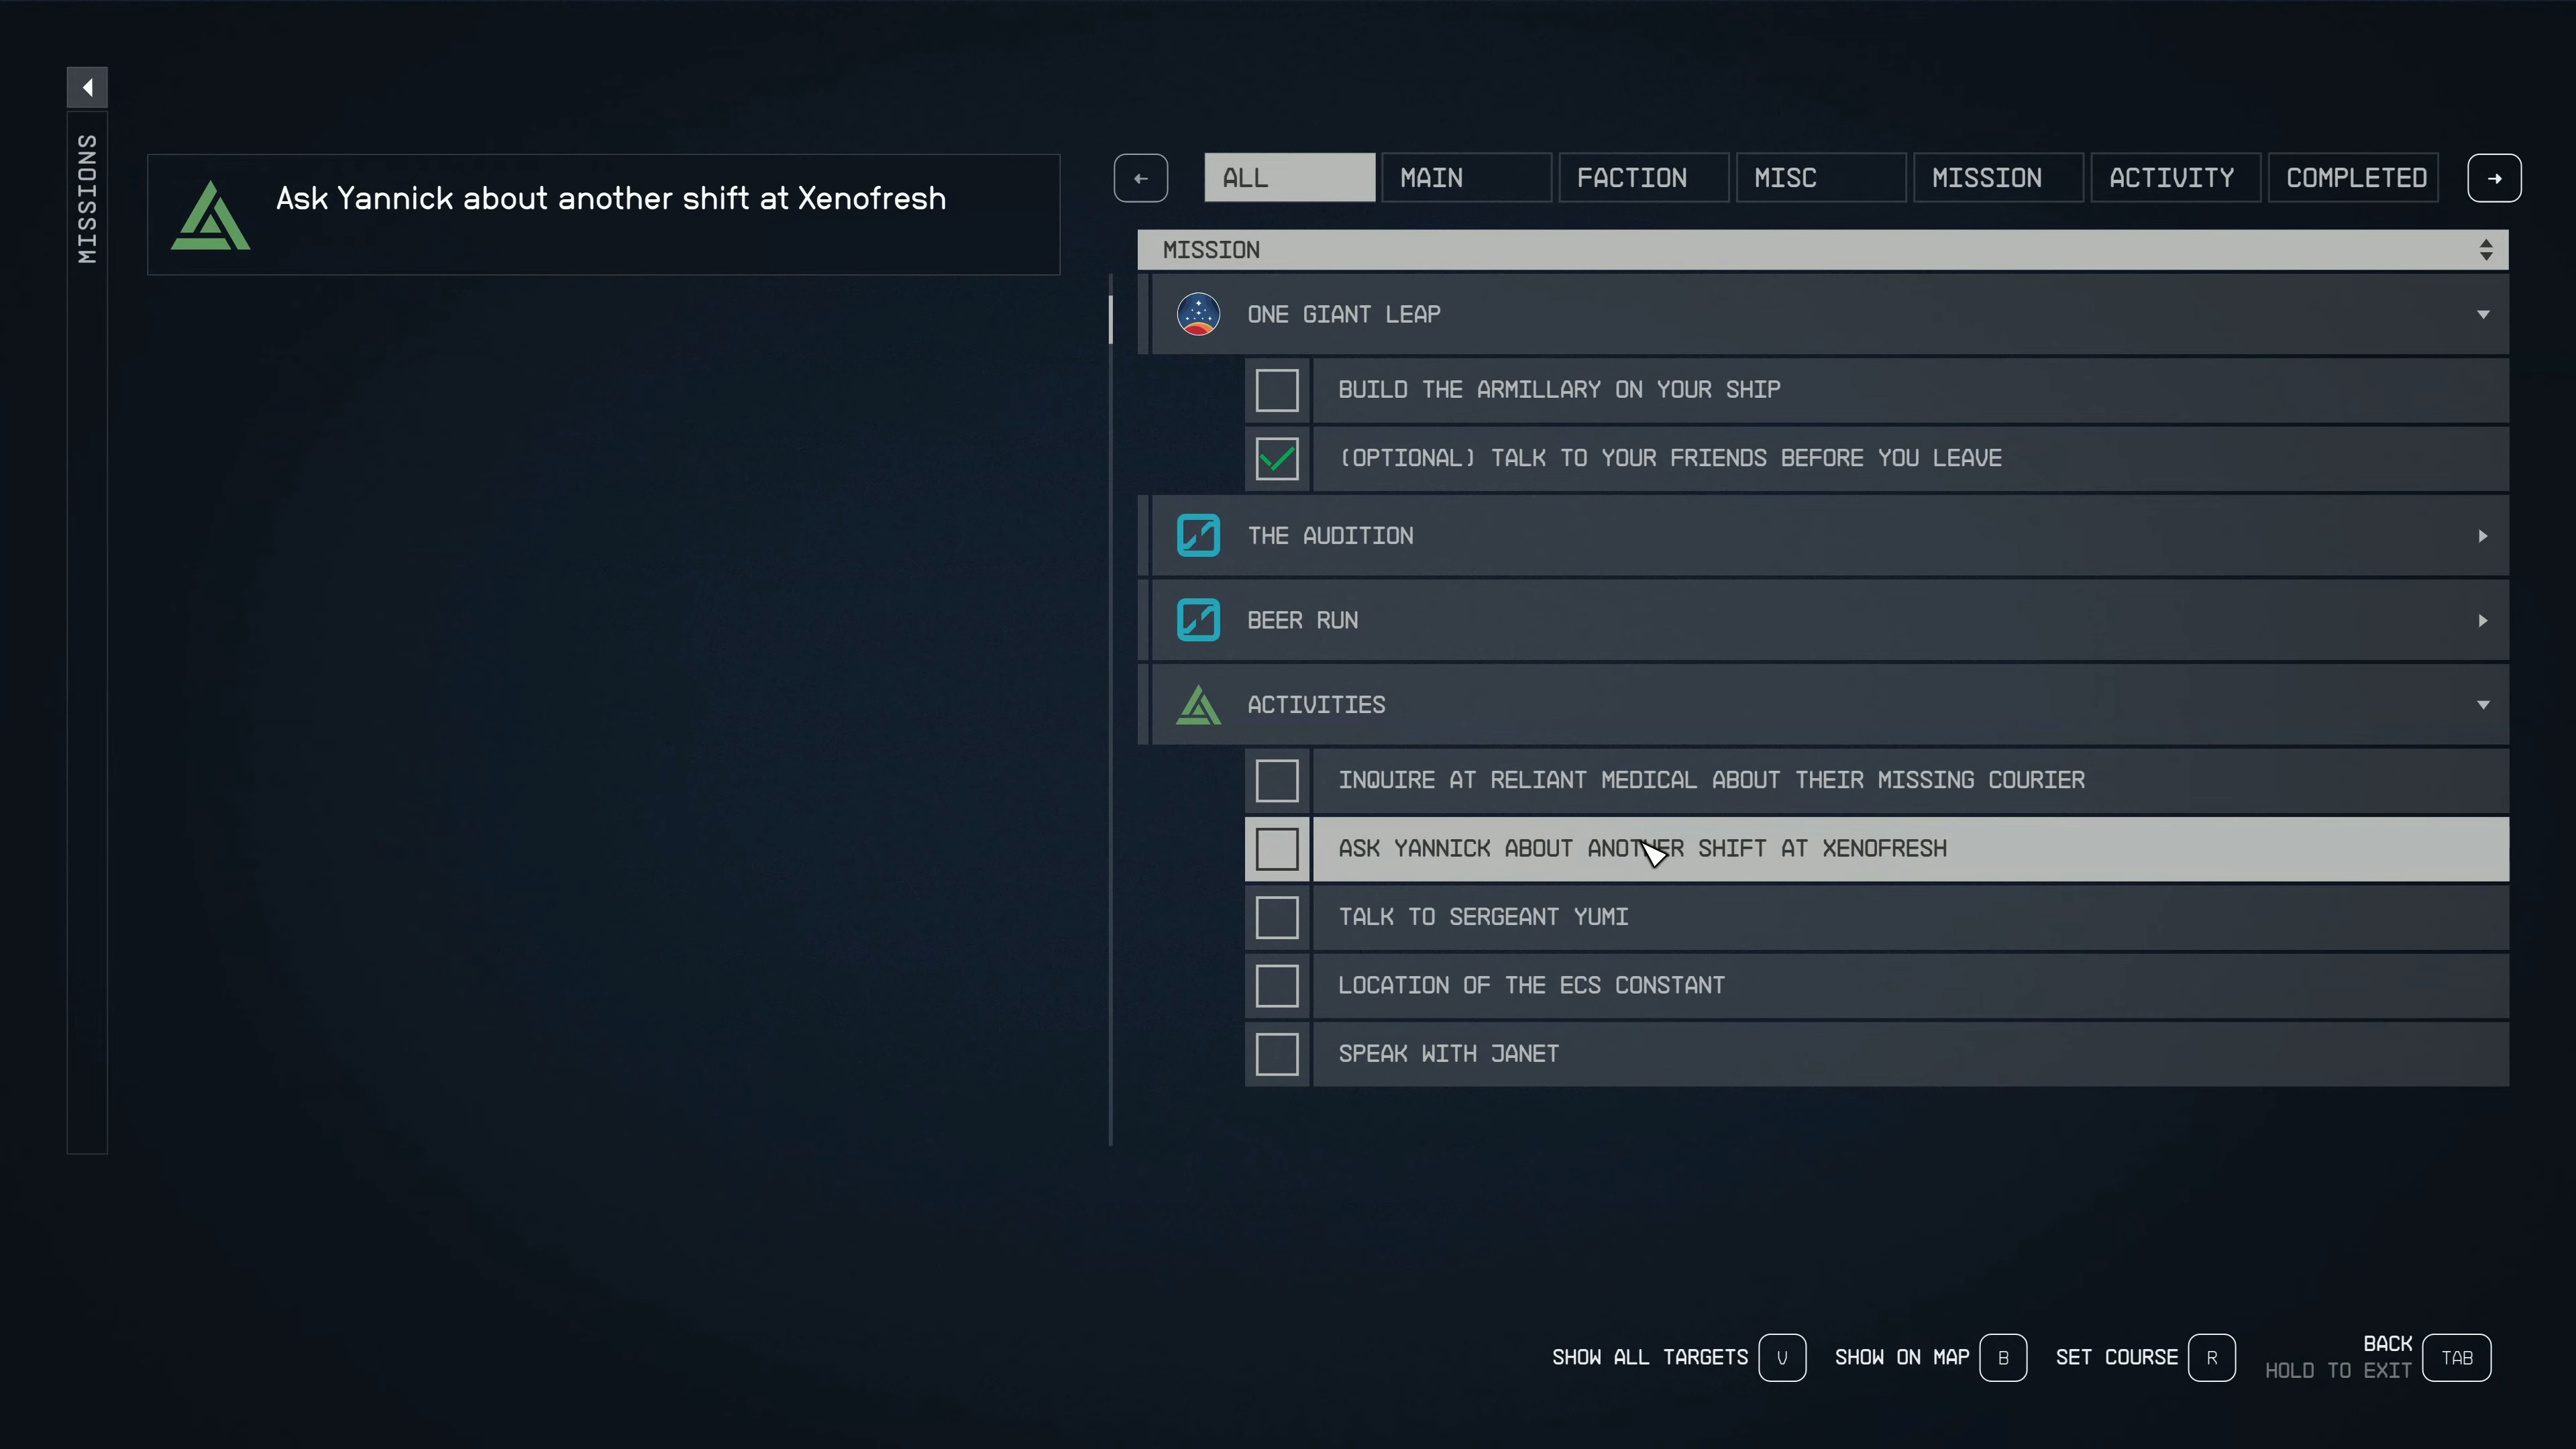 MISSIONS
Ask Yannick about another shift at Xenofresh
ALL
MAIN
FACTION
MISC
MISSION
ACTIVITY
COMPLETED
MISSION
ONE GIANT LEAP
BUILD THE ARMILLARY ON YOUR SHIP
(OPTIONAL) TALK TO YOUR FRIENDS BEFORE YOU LEAVE
THE AUDITION
BEER RUN
ACTIVITIES
INQUIRE AT RELIANT MEDICAL ABOUT THEIR MISSING COURIER
ASK YANNICK ABOUT ANOTHER SHIFT AT XENOFRESH
TALK TO SERGEANT YUMI
LOCATION OF THE ECS CONSTANT
SPEAK WITH JANET
SHOW ALL TARGETS V
SHOW ON MAP B
SET COURSE R
BACK
HOLD TO EXIT
TAB